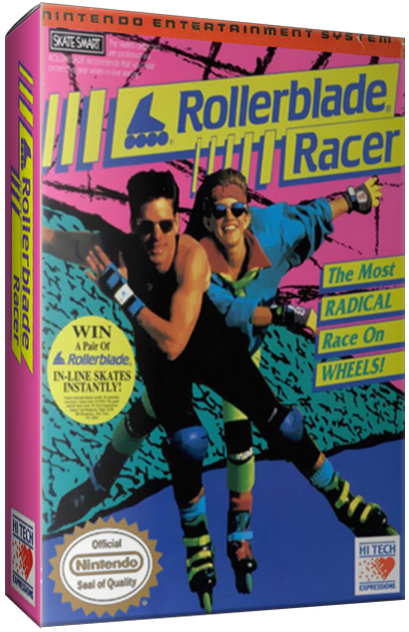 NINTENDO ENTERTAINMENT SYSTEM
SKATE SMART
Rollerblade®
Racer
Rollerblade
Racer
The Most
RADICAL
Race On
WHEELS!
WIN
A Pair Of
Rollerblade®
IN-LINE SKATES
INSTANTLY!
Official
Nintendo
Seal of Quality
HI TECH
EXPRESSIONS
HI TECH
EXPRESSIONS